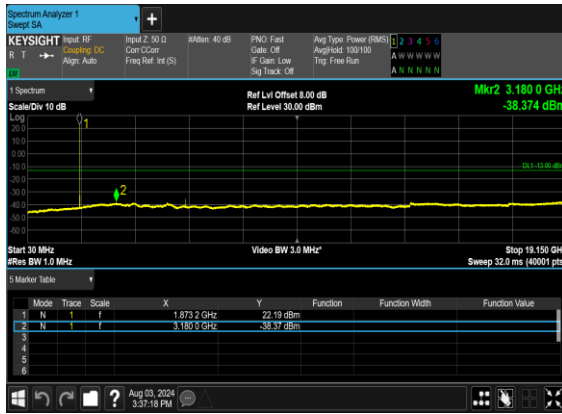 Spectrum Analyzer 1
Swept SA
KEYSIGHT Input: RF Input Z: 50 Ω #Atten: 40 dB PNO: Fast Avg Type: Power (RMS) 1 2 3 4 5 6
R T Coupling: DC Corr CCorr Gate: Off Avg|Hold: 100/100 A W W W W W
Align: Auto Freq Ref: Int (S) IF Gain: Low Trig: Free Run
LXI Sig Track: Off A N N N N N
1 Spectrum Ref Lvl Offset 8.00 dB Mkr2 3.180 0 GHz
Scale/Div 10 dB Ref Level 30.00 dBm -38.374 dBm
Log
1
20.0
10.0
0.00
-10.0 DL1 -13.00 dBm
-20.0
-30.0 2
-40.0
-50.0
-60.0
Start 30 MHz Video BW 3.0 MHz* Stop 19.150 GHz
#Res BW 1.0 MHz Sweep 32.0 ms (40001 pts)
5 Marker Table
Mode Trace Scale X Y Function Function Width Function Value
1 N 1 f 1.873 2 GHz 22.19 dBm
2 N 1 f 3.180 0 GHz -38.37 dBm
3
4
5
6
? Aug 03, 2024
3:37:18 PM